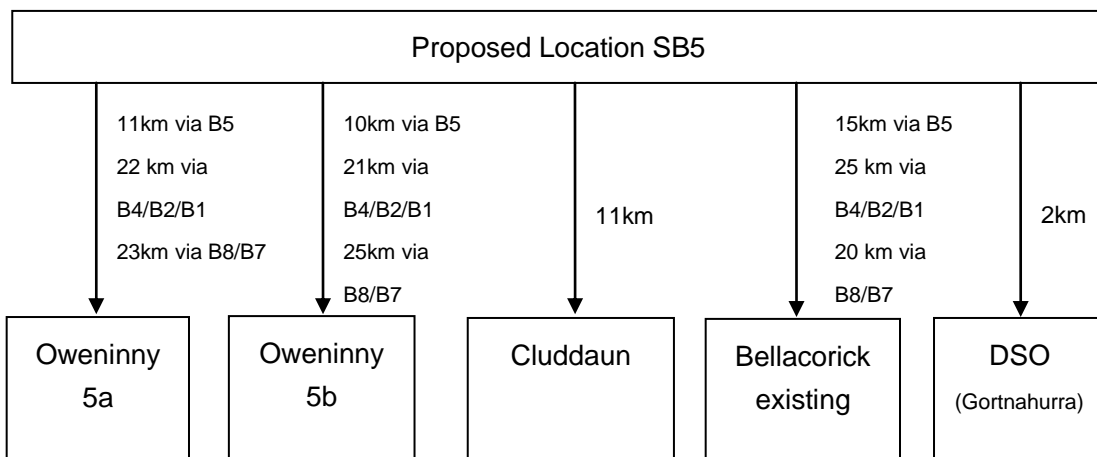 Proposed Location SB5
11km via B5
22 km via
B4/B2/B1
23km via B8/B7
10km via B5
21km via
B4/B2/B1
25km via
B8/B7
11km
15km via B5
25 km via
B4/B2/B1
20 km via
B8/B7
2km
Oweninny
5a
Oweninny
5b
Cluddaun
Bellacorick
existing
DSO
(Gortnahurra)